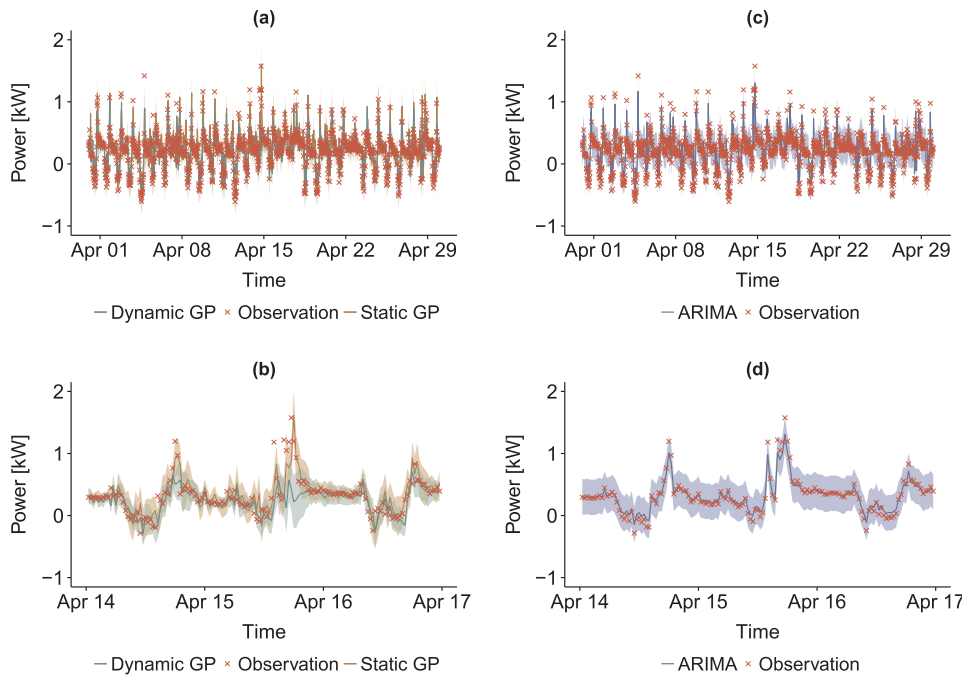 (a)
2
1
0
−1
Power [kW]
Apr 01 Apr 08 Apr 15 Apr 22 Apr 29
Time
Dynamic GP × Observation Static GP
(c)
2
1
0
−1
Power [kW]
Apr 01 Apr 08 Apr 15 Apr 22 Apr 29
Time
ARIMA × Observation
(b)
2
1
0
−1
Power [kW]
Apr 14 Apr 15 Apr 16 Apr 17
Time
Dynamic GP × Observation Static GP
(d)
2
1
0
−1
Power [kW]
Apr 14 Apr 15 Apr 16 Apr 17
Time
ARIMA × Observation